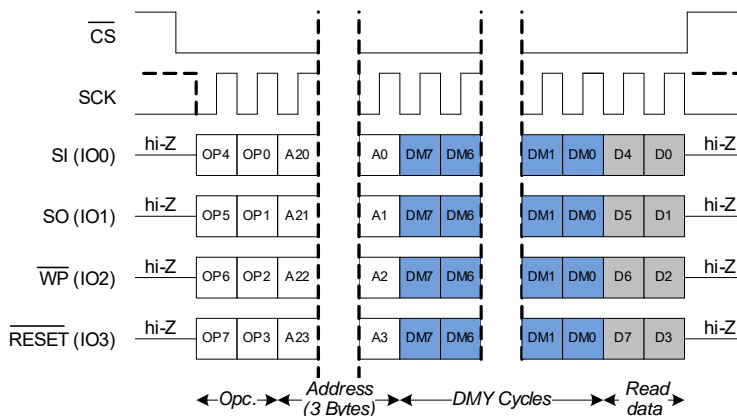 CS
SCK
SI (IO0) hi-Z OP4 OP0 A20 A0 DM7 DM6 DM1 DM0 D4 D0 hi-Z
SO (IO1) hi-Z OP5 OP1 A21 A1 DM7 DM6 DM1 DM0 D5 D1 hi-Z
WP (IO2) hi-Z OP6 OP2 A22 A2 DM7 DM6 DM1 DM0 D6 D2 hi-Z
RESET (IO3) hi-Z OP7 OP3 A23 A3 DM7 DM6 DM1 DM0 D7 D3 hi-Z
Opc. Address DMY Cycles Read
(3 Bytes) data